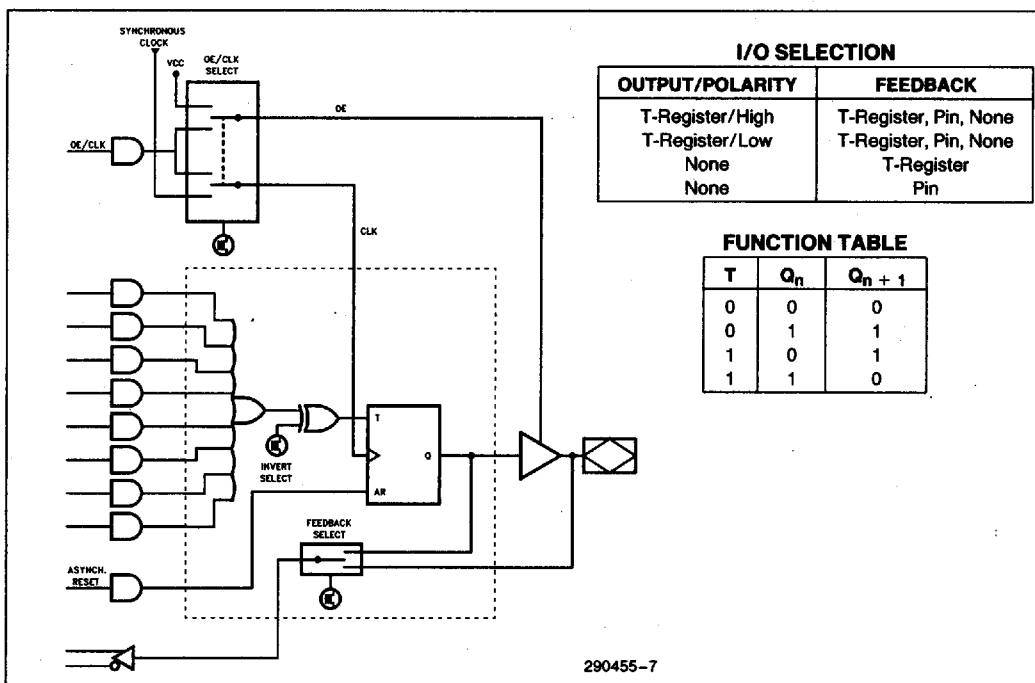 SYNCHRONOUS
CLOCK
VCC
OE/CLK
SELECT
OE
OE/CLK
CLK
T
Q
AR
INVERT
SELECT
FEEDBACK
SELECT
ASYNCH.
RESET
I/O SELECTION
OUTPUT/POLARITY FEEDBACK
T-Register/High T-Register, Pin, None
T-Register/Low T-Register, Pin, None
None T-Register
None Pin
FUNCTION TABLE
T Qn Qn + 1
0 0 0
0 1 1
1 0 1
1 1 0
290455-7